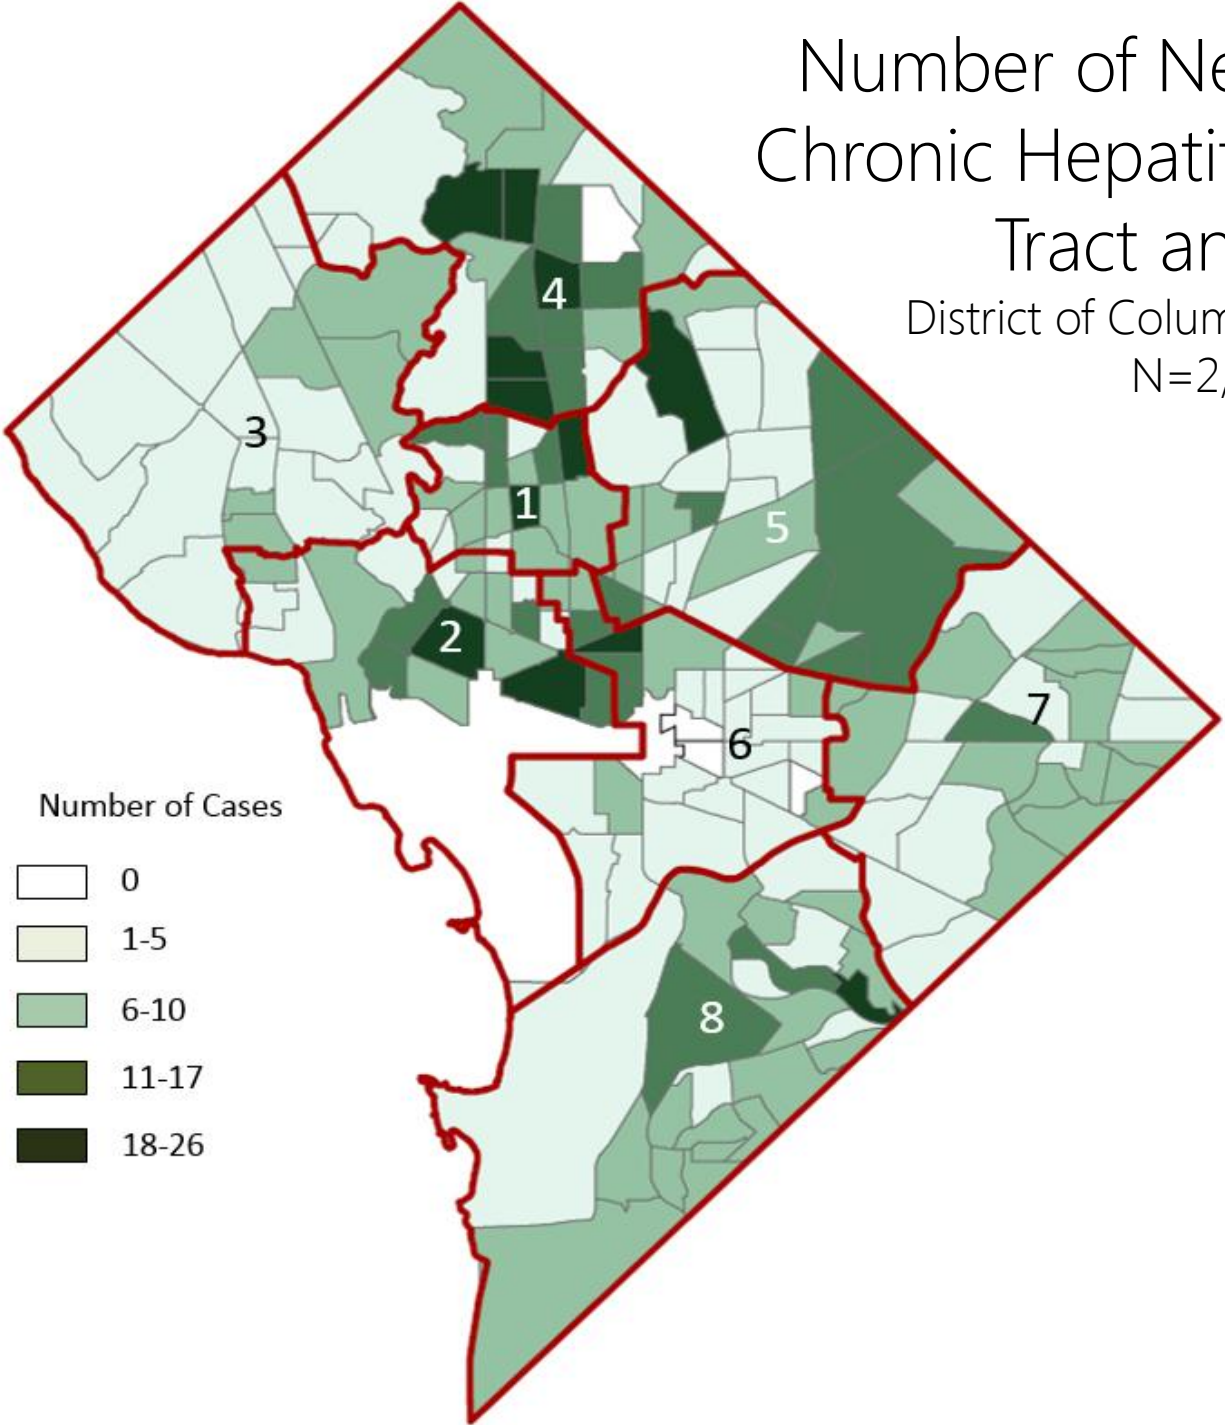 Number of Ne
Chronic Hepati
Tract an
District of Colum
N=2,
4
3
1
5
2
7
6
8
Number of Cases
0
1-5
6-10
11-17
18-26